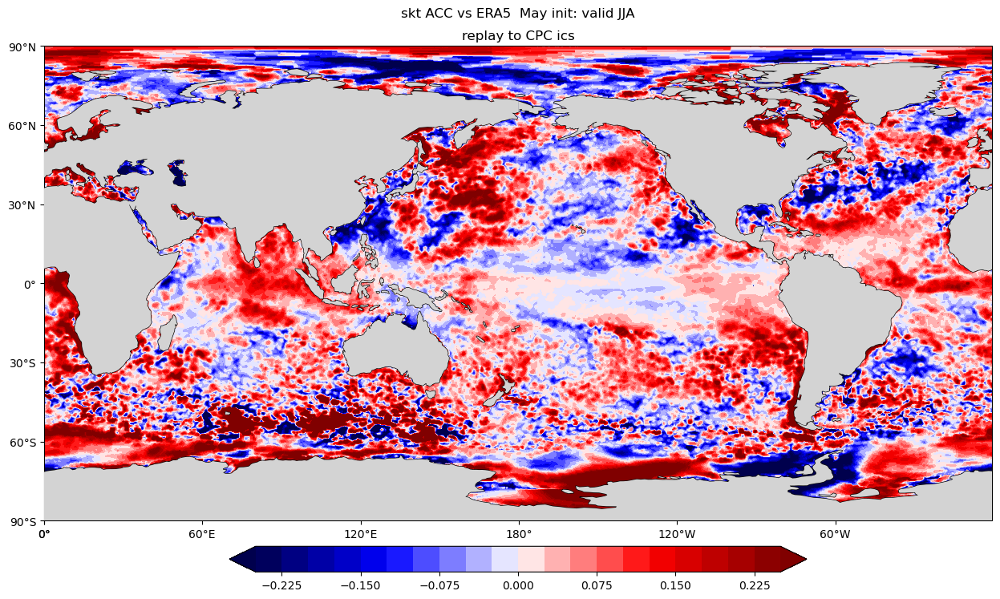 skt ACC vs ERA5  May init: valid JJA
replay to CPC ics
90°N
60°N
30°N
0°
30°S
60°S
90°S
0° 60°E 120°E 180° 120°W 60°W
−0.225 −0.150 −0.075 0.000 0.075 0.150 0.225